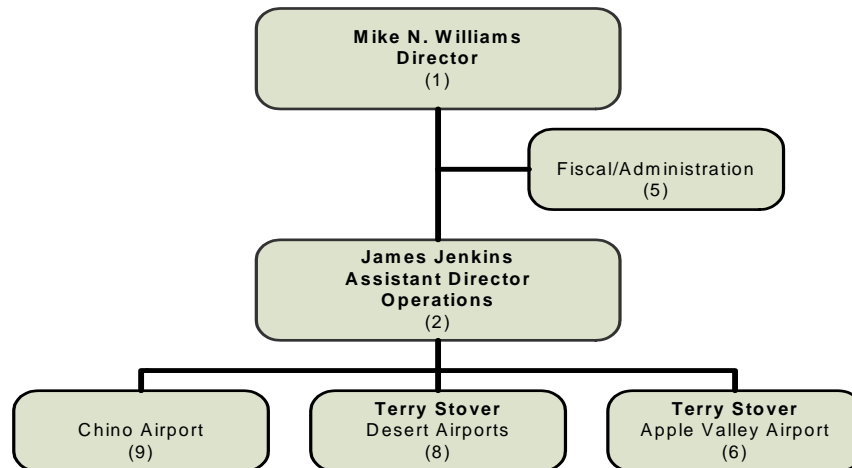 Mike N. Williams
Director
(1)
Fiscal/Administration
(5)
James Jenkins
Assistant Director
Operations
(2)
Chino Airport
(9)
Terry Stover
Desert Airports
(8)
Terry Stover
Apple Valley Airport
(6)